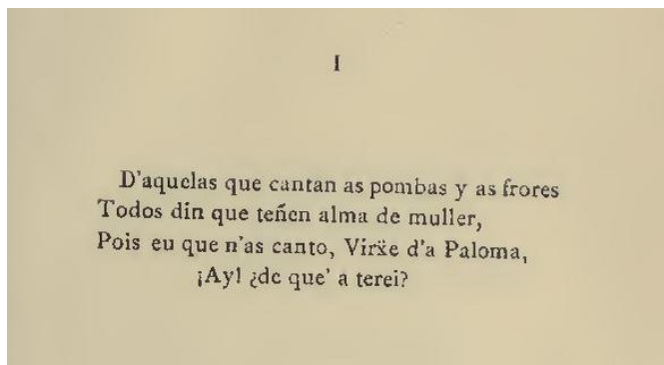 I
D'aquelas que cantan as pombas y as frores
Todos din que teñen alma de muller,
Pois eu que n'as canto, Virxe d'a Paloma,
¡Ay! ¿de que' a terei?